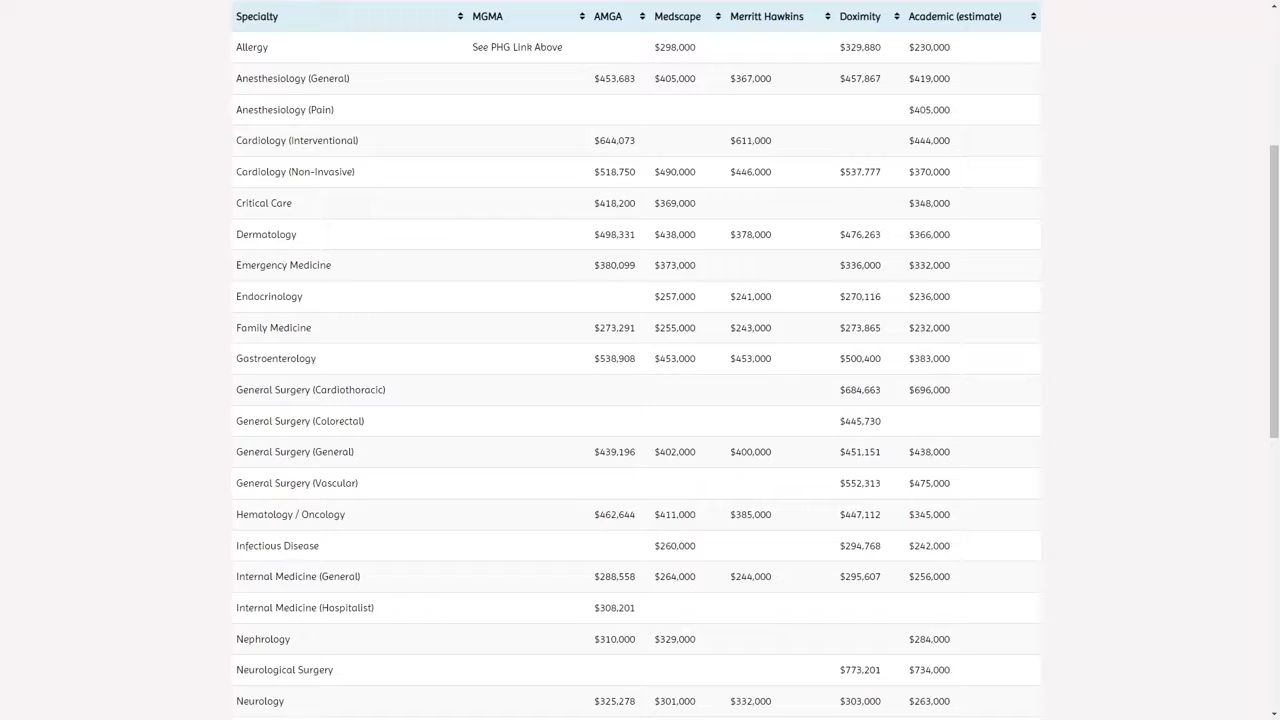 Specialty MGMA AMGA Medscape Merritt Hawkins Doximity Academic (estimate)
Allergy See PHG Link Above $298,000 $329,880 $230,000
Anesthesiology (General) $453,683 $405,000 $367,000 $457,867 $419,000
Anesthesiology (Pain) $405,000
Cardiology (Interventional) $644,073 $611,000 $444,000
Cardiology (Non-Invasive) $518,750 $490,000 $446,000 $537,777 $370,000
Critical Care $418,200 $369,000 $348,000
Dermatology $498,331 $438,000 $378,000 $476,263 $366,000
Emergency Medicine $380,099 $373,000 $336,000 $332,000
Endocrinology $257,000 $241,000 $270,116 $236,000
Family Medicine $273,291 $255,000 $243,000 $273,865 $232,000
Gastroenterology $538,908 $453,000 $453,000 $500,400 $383,000
General Surgery (Cardiothoracic) $684,663 $696,000
General Surgery (Colorectal) $445,730
General Surgery (General) $439,196 $402,000 $400,000 $451,151 $438,000
General Surgery (Vascular) $552,313 $475,000
Hematology / Oncology $462,644 $411,000 $385,000 $447,112 $345,000
Infectious Disease $260,000 $294,768 $242,000
Internal Medicine (General) $288,558 $264,000 $244,000 $295,607 $256,000
Internal Medicine (Hospitalist) $308,201
Nephrology $310,000 $329,000 $284,000
Neurological Surgery $773,201 $734,000
Neurology $325,278 $301,000 $332,000 $303,000 $263,000